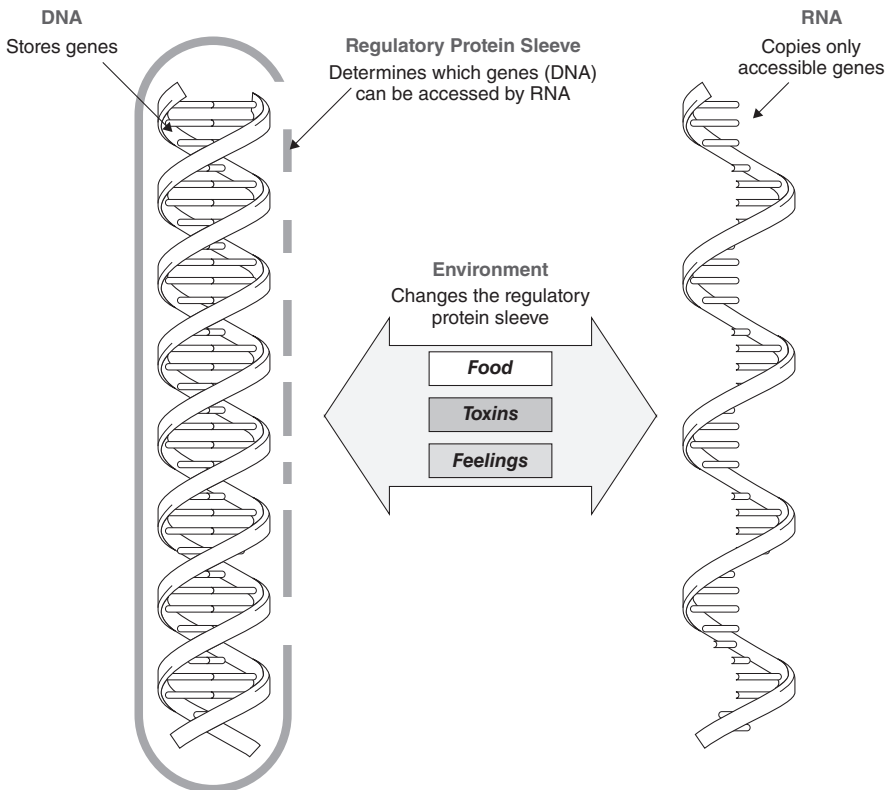 DNA
Stores genes
Regulatory Protein Sleeve
Determines which genes (DNA)
can be accessed by RNA
RNA
Copies only
accessible genes
Environment
Changes the regulatory
protein sleeve
Food
Toxins
Feelings